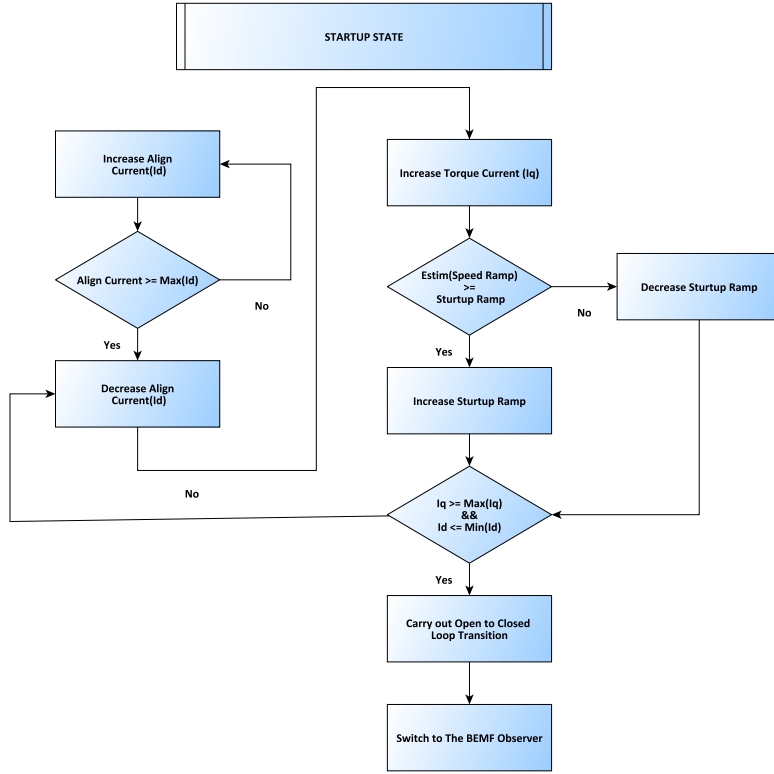 STARTUP STATE
Increase Align
Current(Id)
Align Current >= Max(Id)
No
Yes
Decrease Align
Current(Id)
No
Increase Torque Current (Iq)
Estim(Speed Ramp)
>=
Sturtup Ramp
No
Decrease Sturtup Ramp
Yes
Increase Sturtup Ramp
Iq >= Max(Iq)
&&
Id <= Min(Id)
Yes
Carry out Open to Closed
Loop Transition
Switch to The BEMF Observer